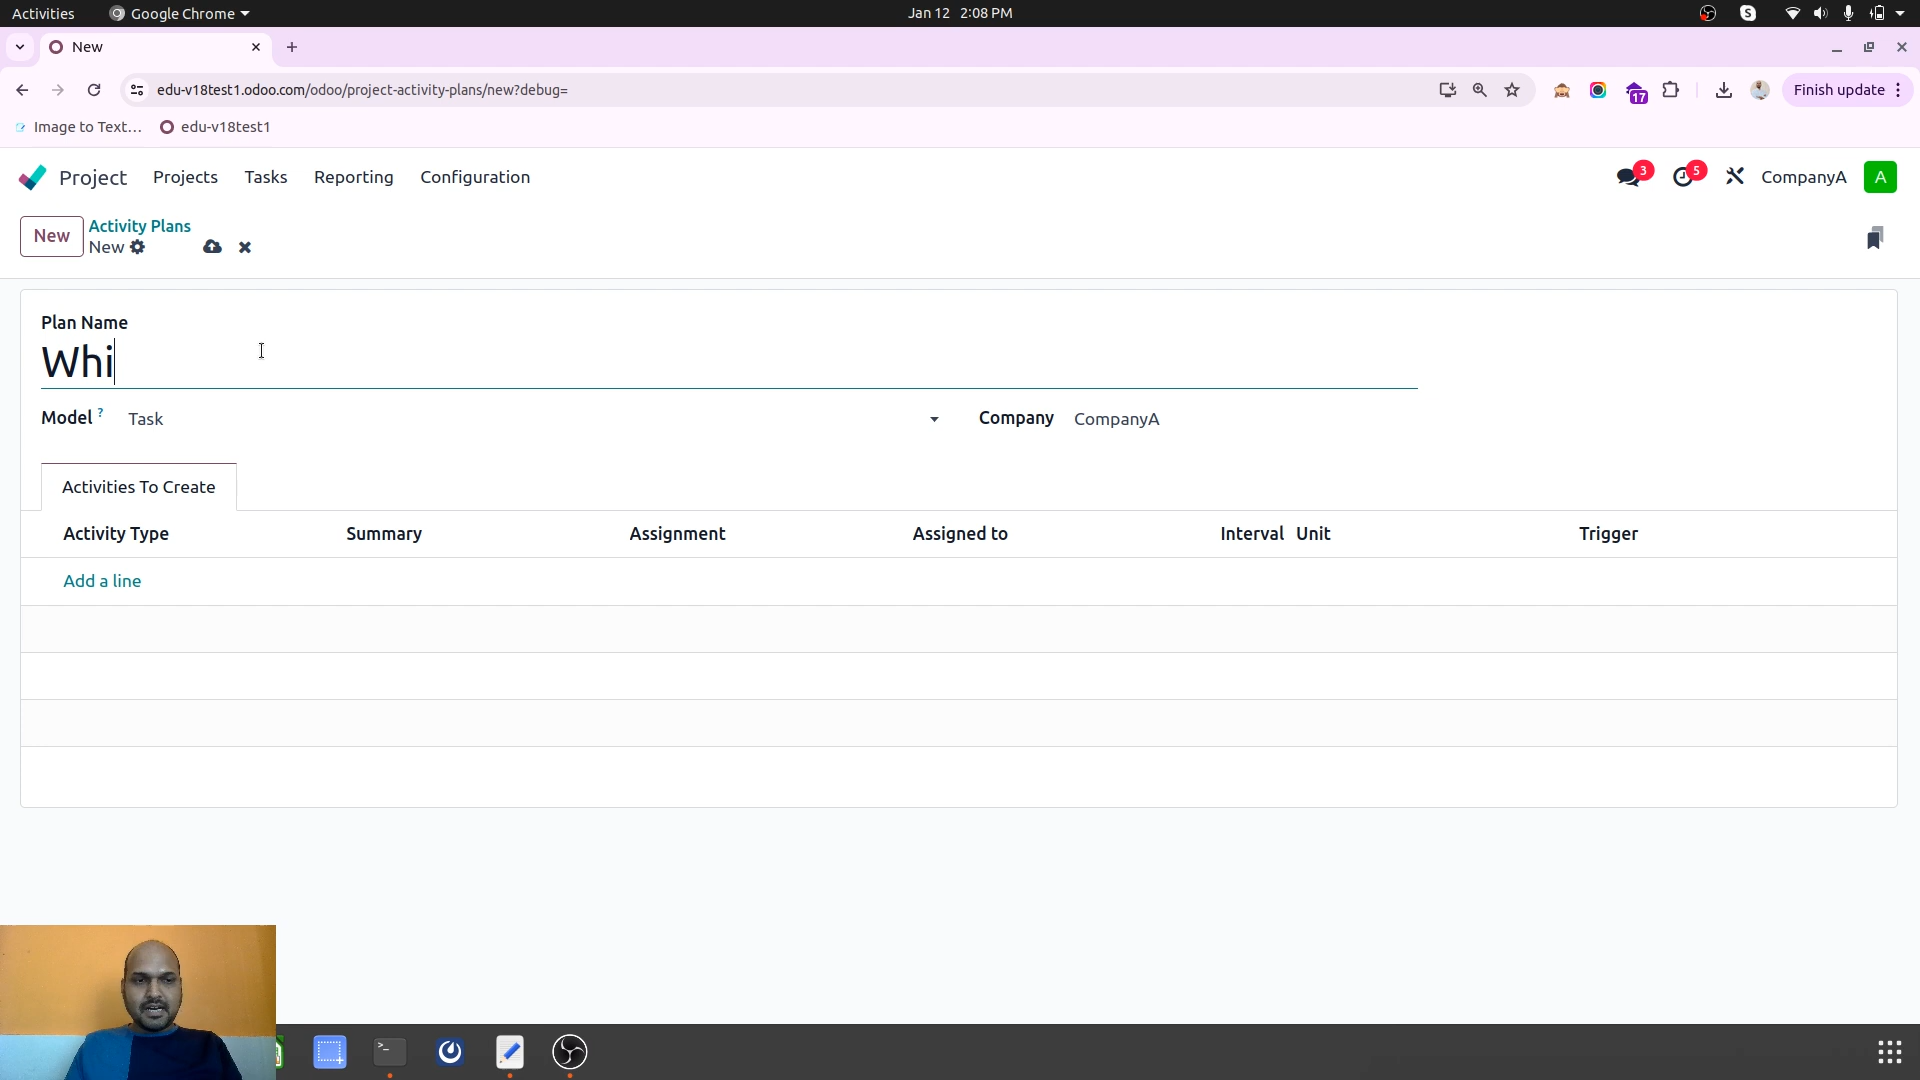 Activities Google Chrome Jan 12 2:08 PM
New
edu-v18test1.odoo.com/odoo/project-activity-plans/new?debug= 17 Finish update
Image to Text... edu-v18test1
Project Projects Tasks Reporting Configuration 3 5 CompanyA A
New Activity Plans
New
Plan Name
Whi
Model ? Task Company CompanyA
Activities To Create
Activity Type Summary Assignment Assigned to Interval Unit Trigger
Add a line